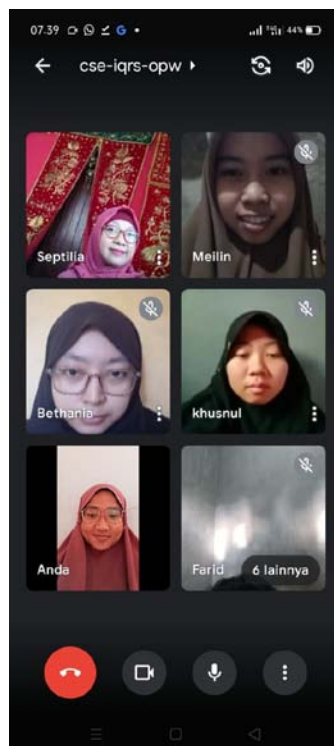 07.39
44%
cse-iqrs-opw
Septilia
Meilin
Bethania
khusnul
Anda
Farid
6 lainnya